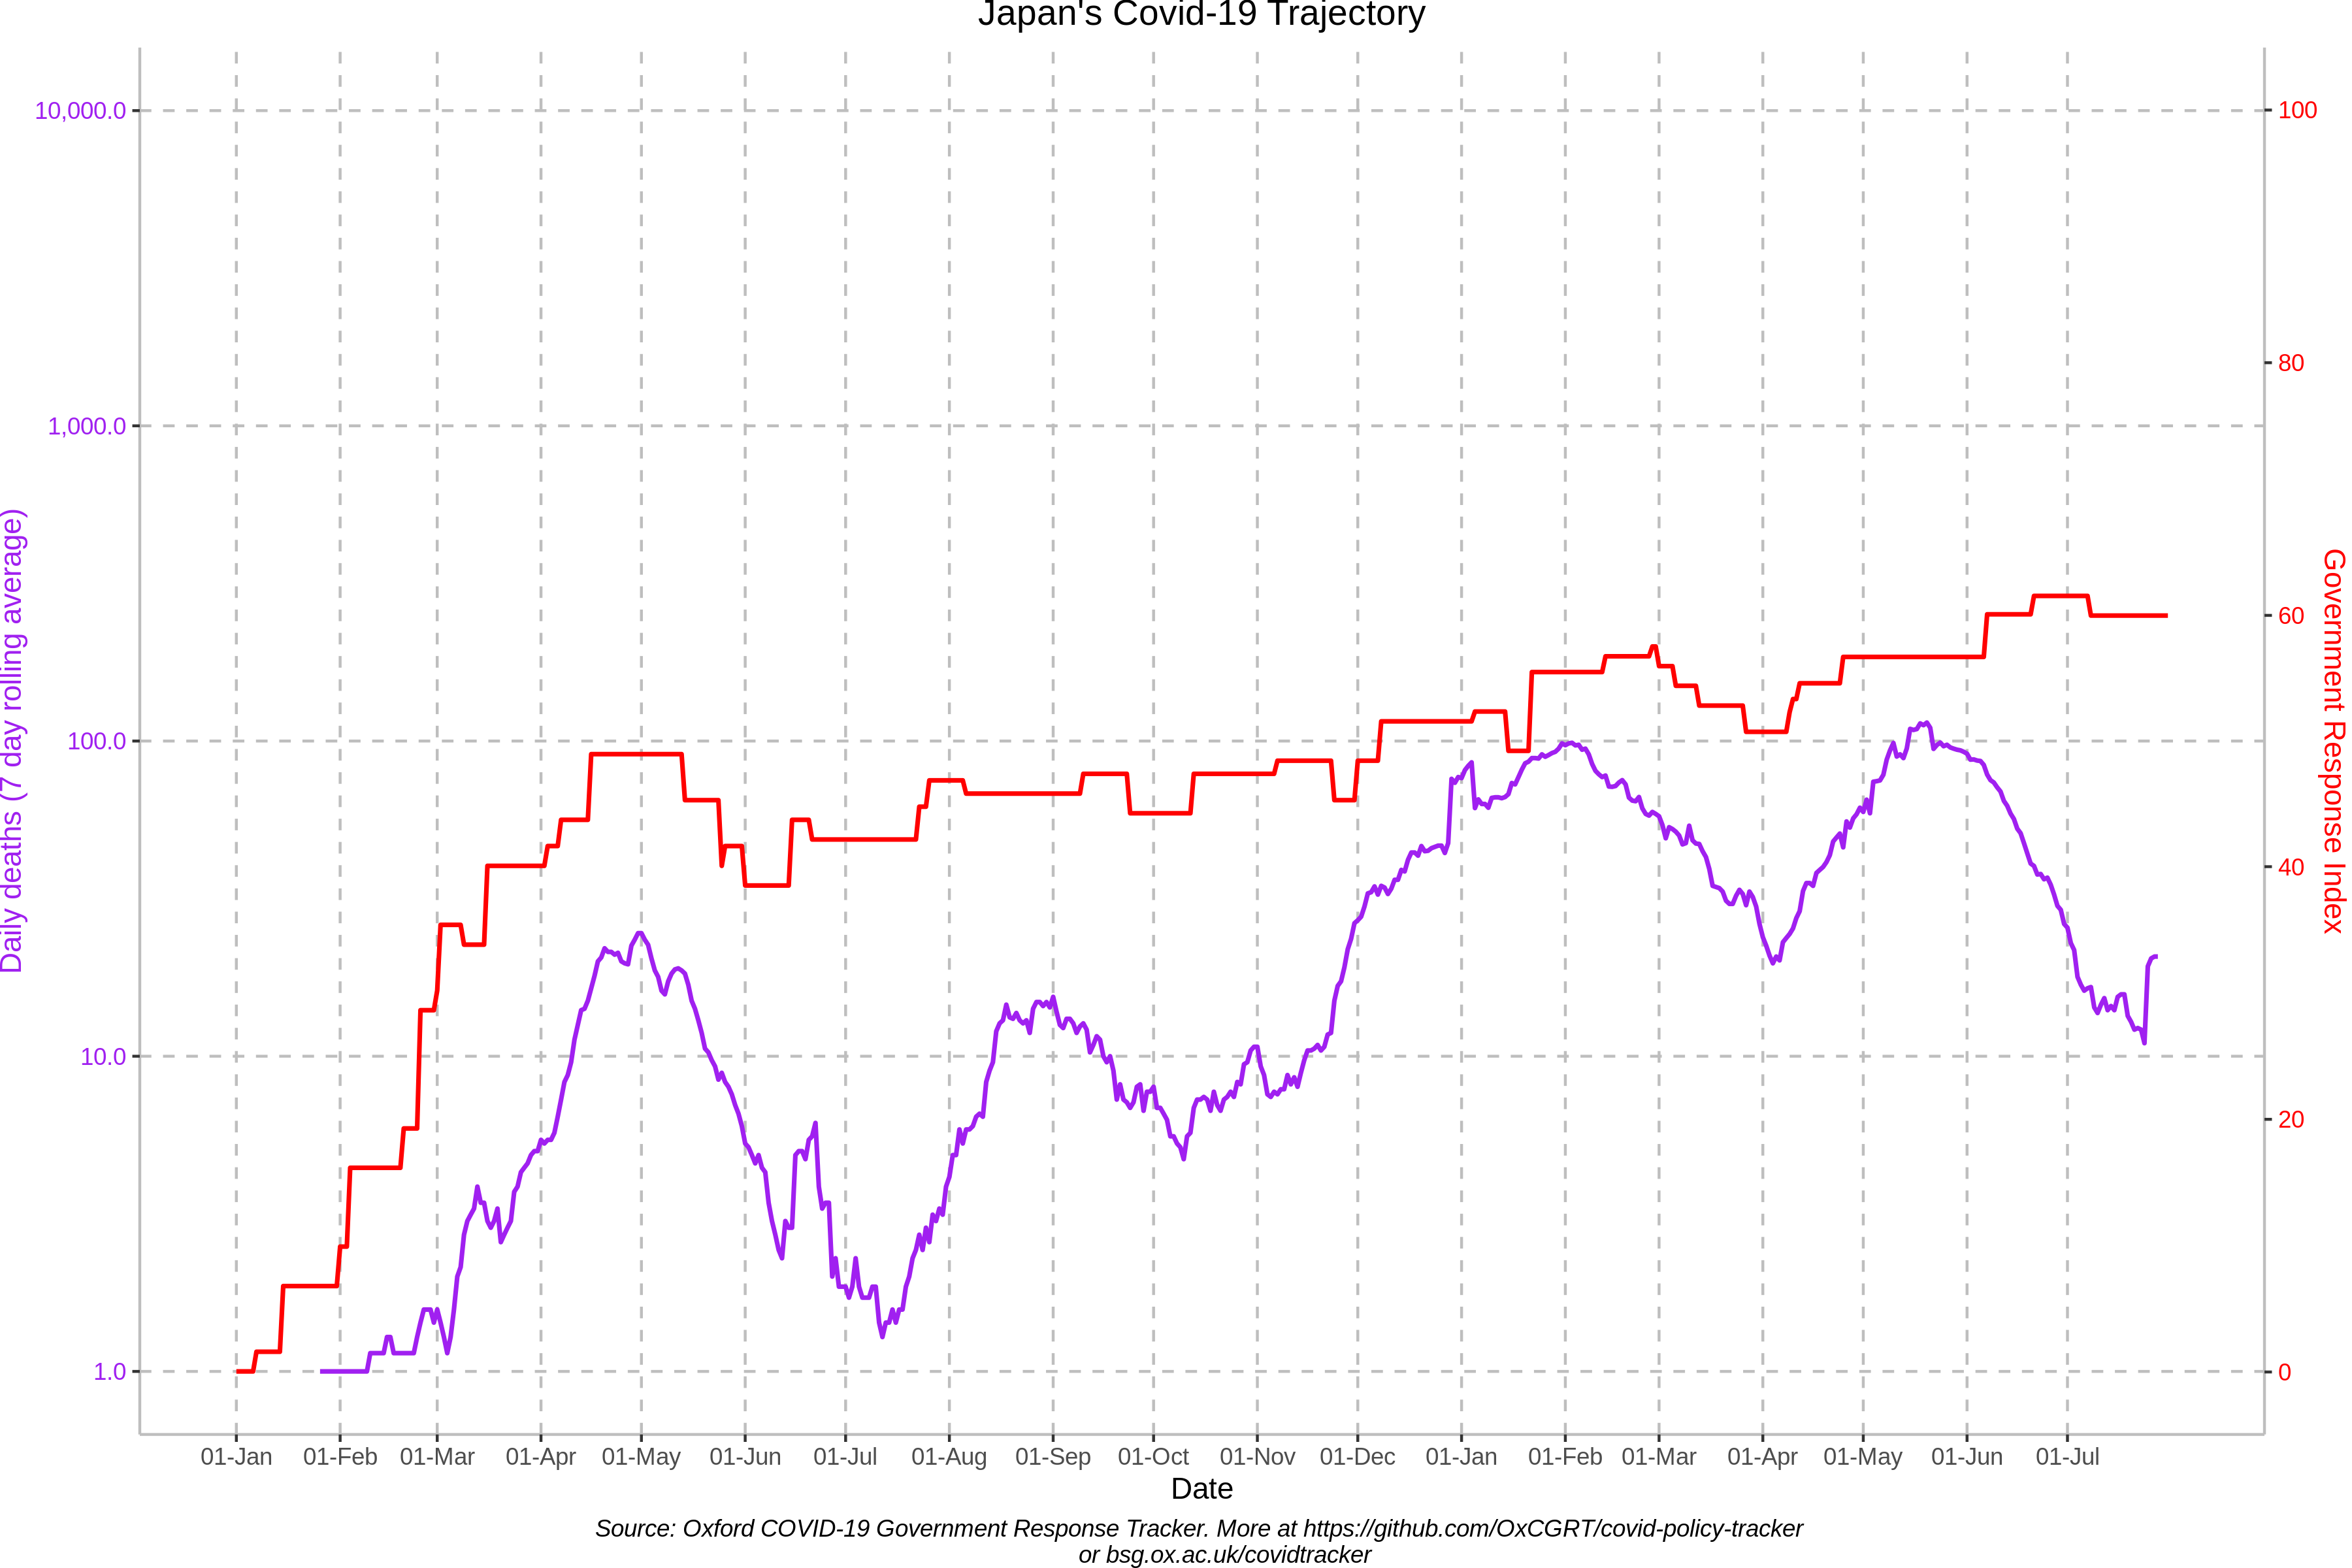 Japan's Covid-19 Trajectory
10,000.0
1,000.0
100.0
10.0
1.0
Daily deaths (7 day rolling average)
100
80
60
40
20
0
Government Response Index
01-Jan 01-Feb 01-Mar 01-Apr 01-May 01-Jun 01-Jul 01-Aug 01-Sep 01-Oct 01-Nov 01-Dec 01-Jan 01-Feb 01-Mar 01-Apr 01-May 01-Jun 01-Jul
Date
Source: Oxford COVID-19 Government Response Tracker. More at https://github.com/OxCGRT/covid-policy-tracker
or bsg.ox.ac.uk/covidtracker